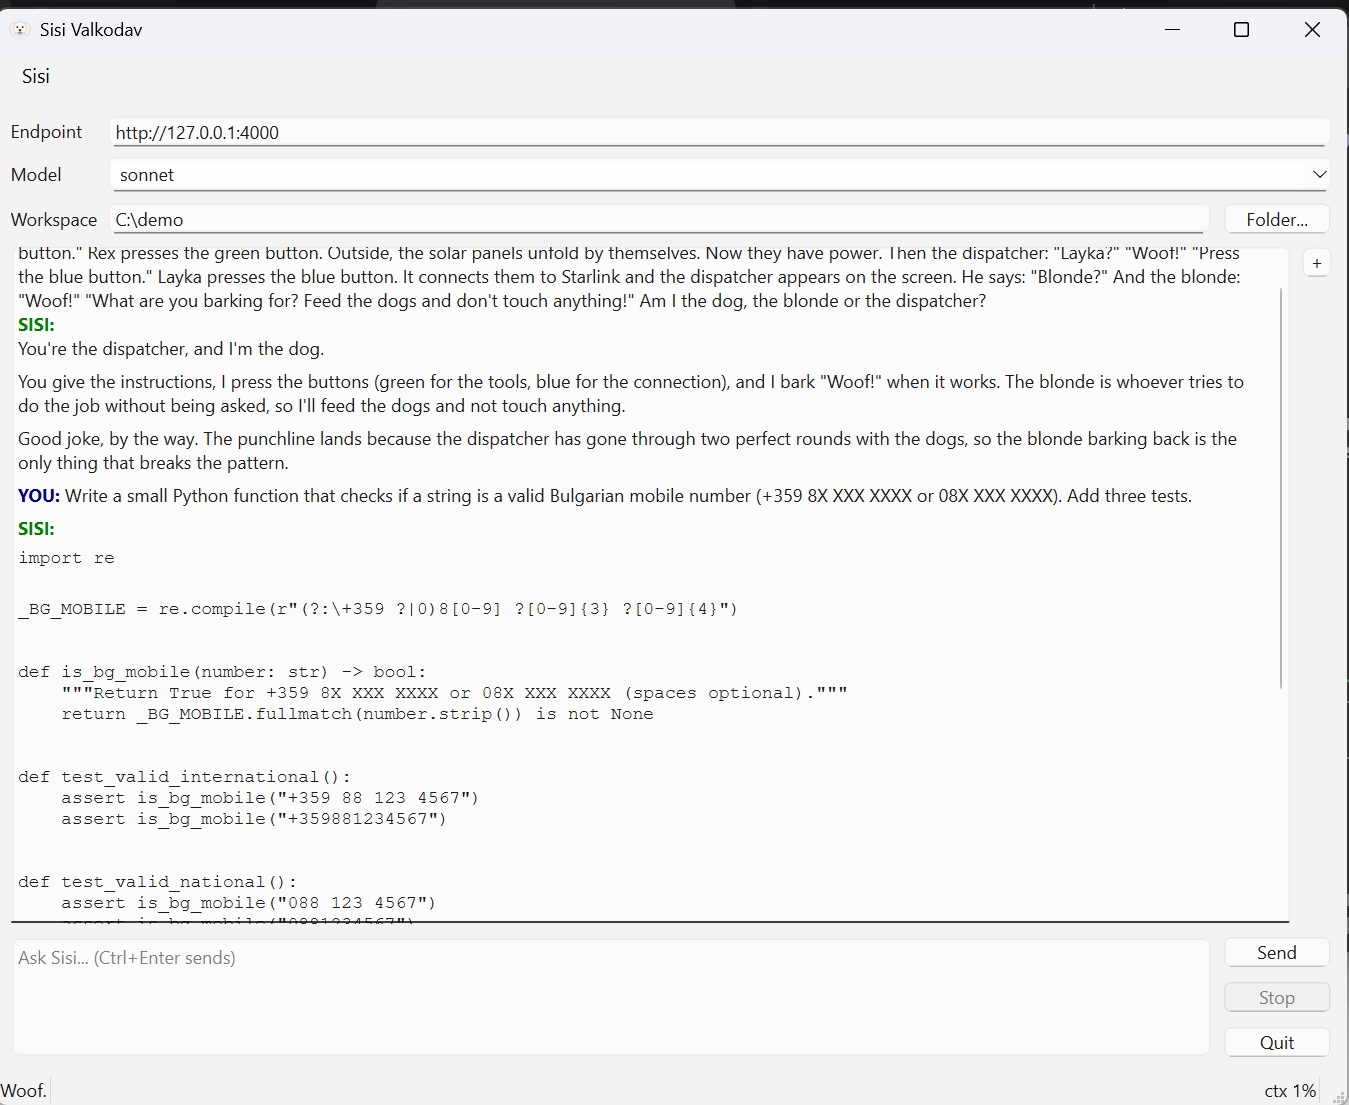 Sisi Valkodav
Sisi
Endpoint
http://127.0.0.1:4000
Model
sonnet
Workspace
C:\demo
Folder...
button." Rex presses the green button. Outside, the solar panels unfold by themselves. Now they have power. Then the dispatcher: "Layka?" "Woof!" "Press
the blue button." Layka presses the blue button. It connects them to Starlink and the dispatcher appears on the screen. He says: "Blonde?" And the blonde:
"Woof!" "What are you barking for? Feed the dogs and don't touch anything!" Am I the dog, the blonde or the dispatcher?
+
SISI:
You're the dispatcher, and I'm the dog.
You give the instructions, I press the buttons (green for the tools, blue for the connection), and I bark "Woof!" when it works. The blonde is whoever tries to
do the job without being asked, so I'll feed the dogs and not touch anything.
Good joke, by the way. The punchline lands because the dispatcher has gone through two perfect rounds with the dogs, so the blonde barking back is the
only thing that breaks the pattern.
YOU: Write a small Python function that checks if a string is a valid Bulgarian mobile number (+359 8X XXX XXXX or 08X XXX XXXX). Add three tests.
SISI:
import re
_BG_MOBILE = re.compile(r"(?:\+359 ?|0)8[0-9] ?[0-9]{3} ?[0-9]{4}")
def is_bg_mobile(number: str) -> bool:
    """Return True for +359 8X XXX XXXX or 08X XXX XXXX (spaces optional)."""
    return _BG_MOBILE.fullmatch(number.strip()) is not None
def test_valid_international():
    assert is_bg_mobile("+359 88 123 4567")
    assert is_bg_mobile("+359881234567")
def test_valid_national():
    assert is_bg_mobile("088 123 4567")
    assert is_bg_mobile("0881234567")
Ask Sisi... (Ctrl+Enter sends)
Send
Stop
Quit
Woof.
ctx 1%